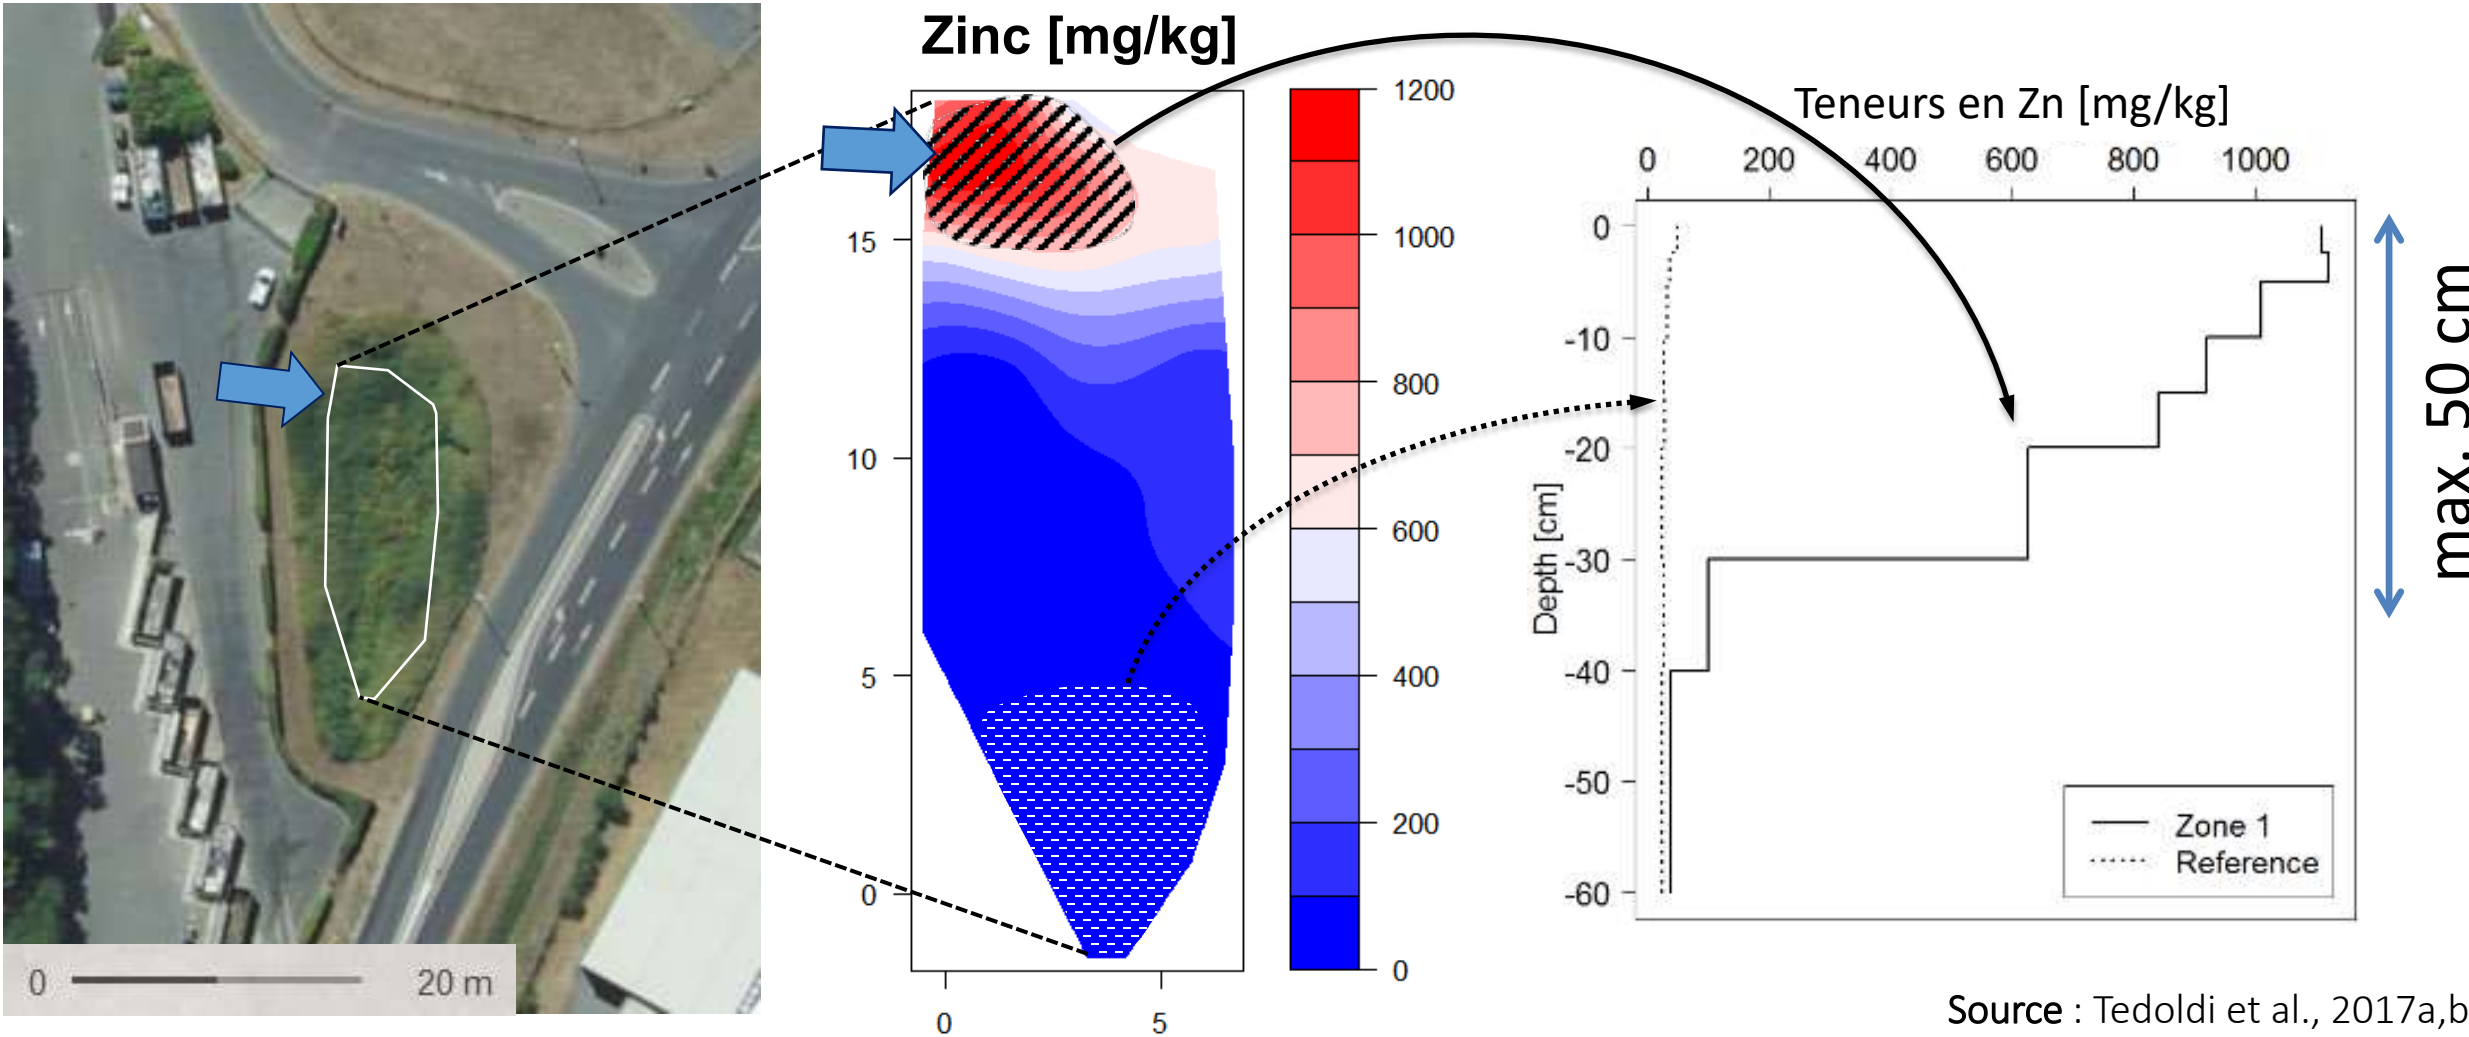 Zinc [mg/kg]
15
10
5
0
0
5
1200
1000
800
600
400
200
0
Teneurs en Zn [mg/kg]
0 200 400 600 800 1000
0
-10
-20
-30
-40
-50
-60
Depth [cm]
Zone 1
Reference
max. 50 cm
0 20 m
Source : Tedoldi et al., 2017a,b